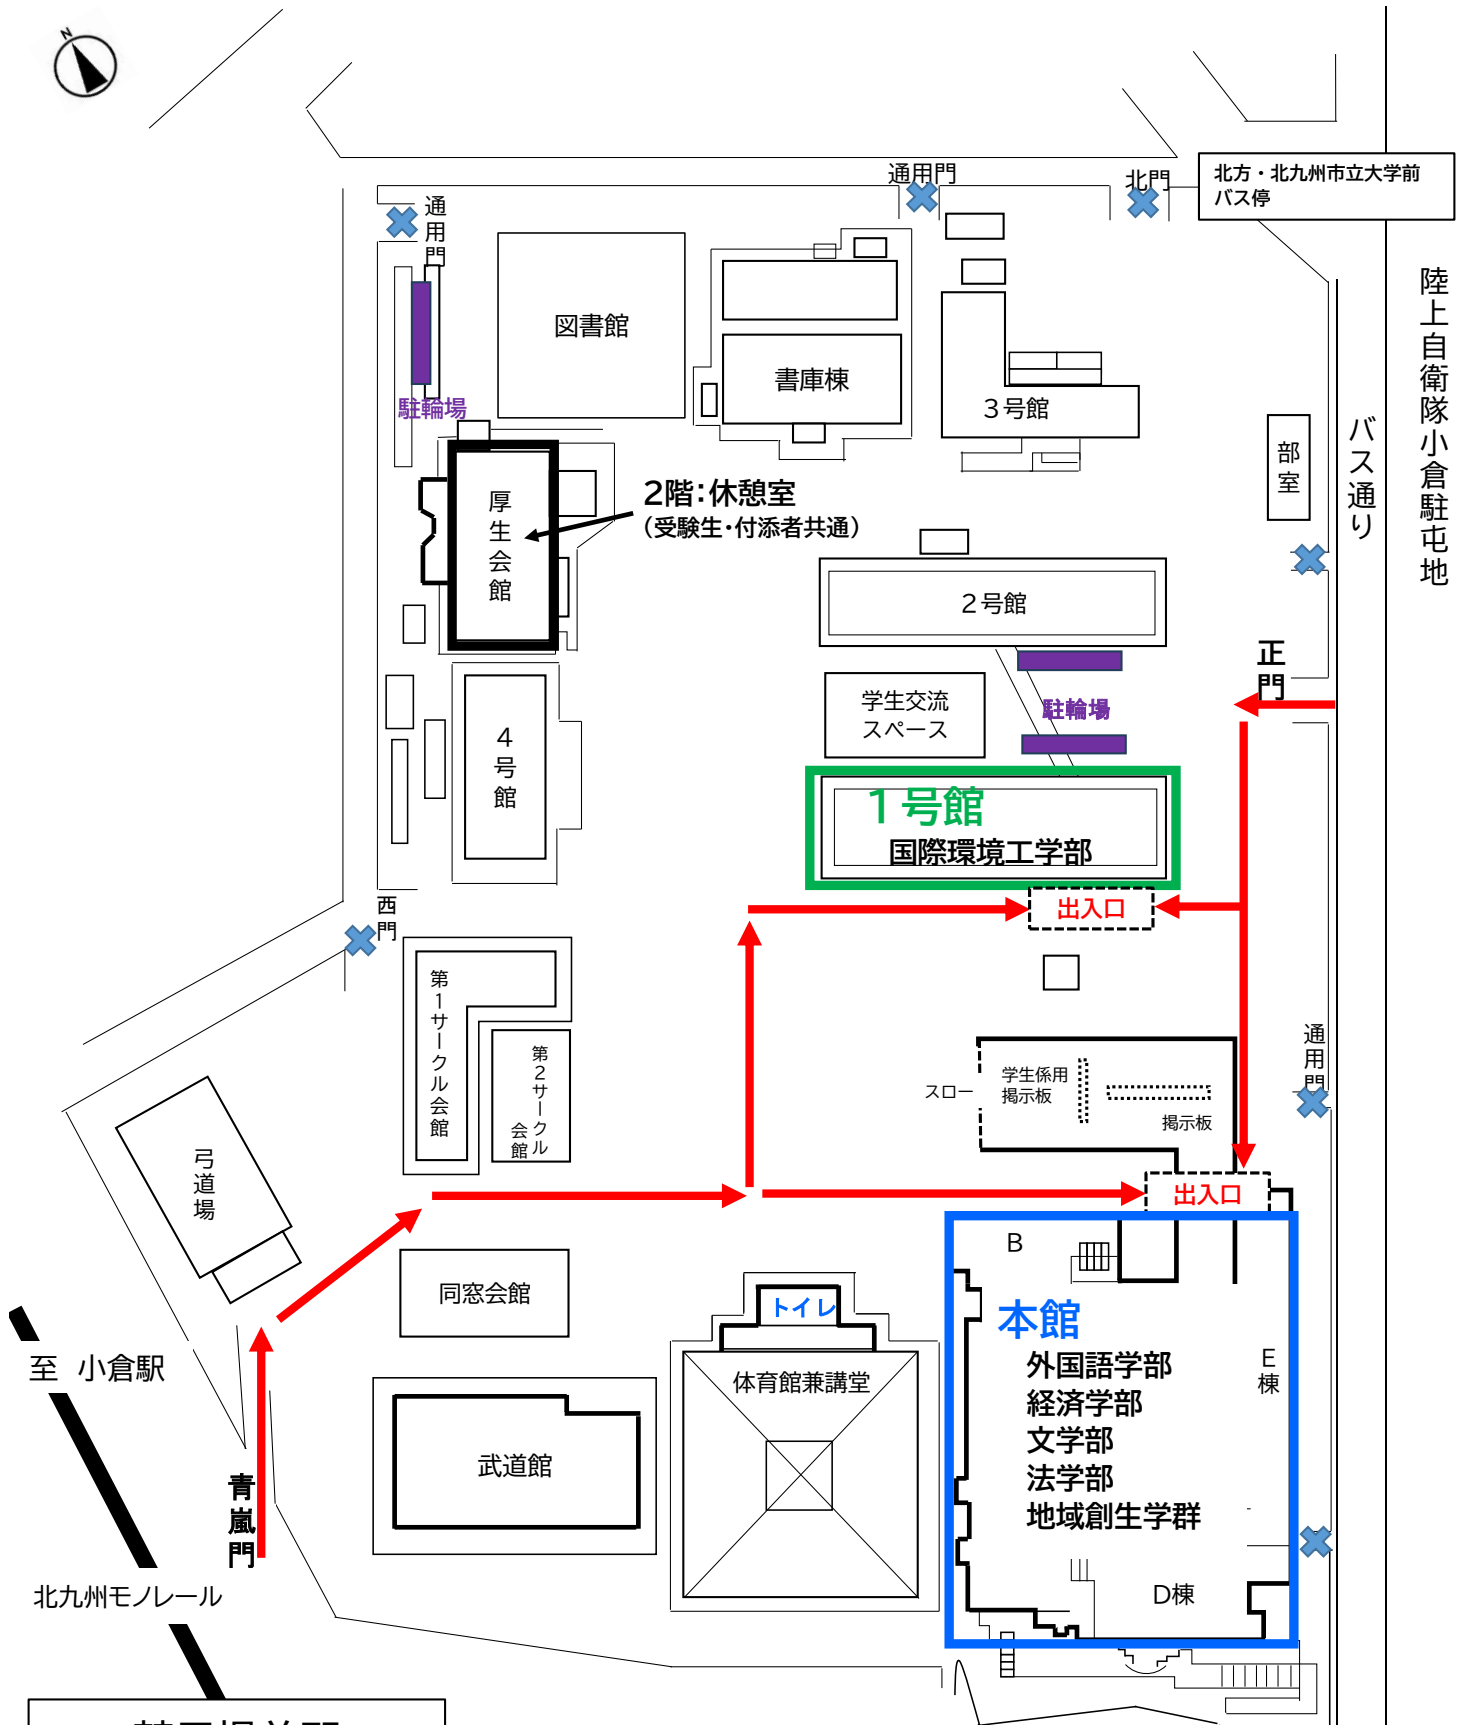 N
通用門
北門
北方・北九州市立大学前
バス停
通用門
図書館
書庫棟
3号館
陸上自衛隊小倉駐屯地
バス通り
駐輪場
部室
厚生会館
2階:休憩室
(受験生・付添者共通)
2号館
正門
学生交流
スペース
駐輪場
4号館
1号館
国際環境工学部
出入口
西門
第1サークル会館
第2サークル
会館
スロー
学生係用
掲示板
掲示板
通用門
弓道場
出入口
B
同窓会館
トイレ
本館
外国語学部
経済学部
文学部
法学部
地域創生学群
E棟
至 小倉駅
体育館兼講堂
武道館
青嵐門
北九州モノレール
D棟